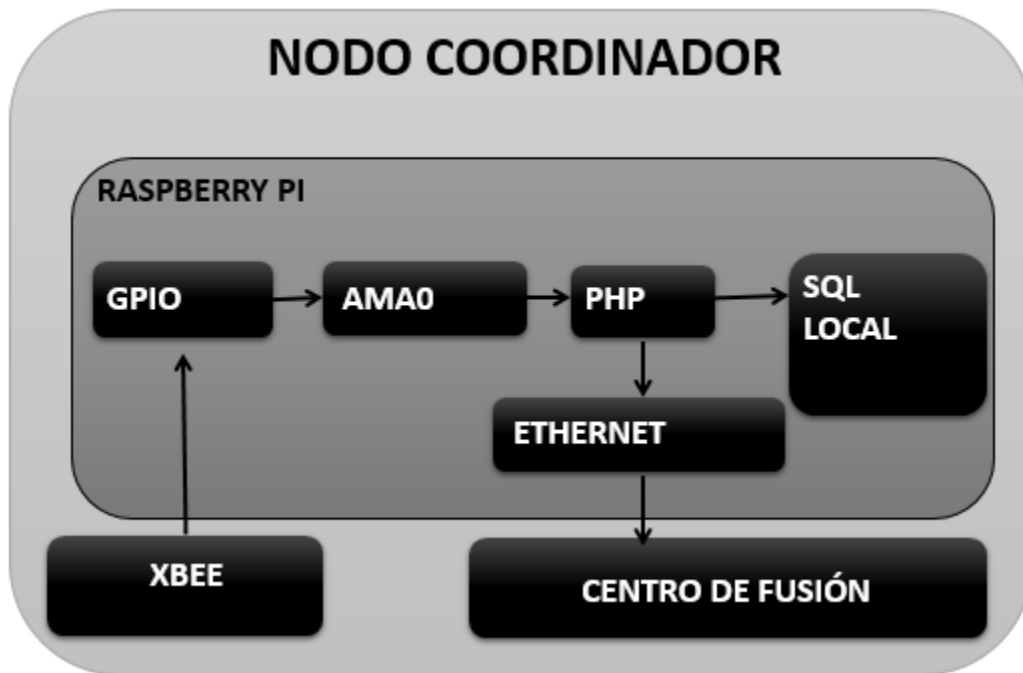 NODO COORDINADOR
RASPBERRY PI
GPIO
AMA0
PHP
SQL
LOCAL
ETHERNET
XBEE
CENTRO DE FUSIÓN